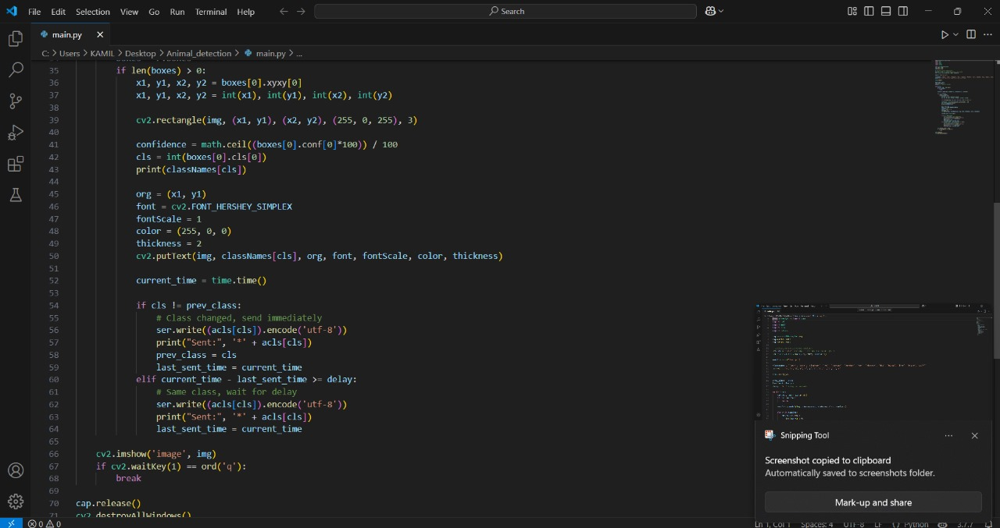 File Edit Selection View Go Run Terminal Help
Search
main.py
C: > Users > KAMIL > Desktop > Animal_detection > main.py > ...
35 if len(boxes) > 0:
36 x1, y1, x2, y2 = boxes[0].xyxy[0]
37 x1, y1, x2, y2 = int(x1), int(y1), int(x2), int(y2)
38
39 cv2.rectangle(img, (x1, y1), (x2, y2), (255, 0, 255), 3)
40
41 confidence = math.ceil((boxes[0].conf[0]*100)) / 100
42 cls = int(boxes[0].cls[0])
43 print(classNames[cls])
44
45 org = (x1, y1)
46 font = cv2.FONT_HERSHEY_SIMPLEX
47 fontScale = 1
48 color = (255, 0, 0)
49 thickness = 2
50 cv2.putText(img, classNames[cls], org, font, fontScale, color, thickness)
51
52 current_time = time.time()
53
54 if cls != prev_class:
55 # Class changed, send immediately
56 ser.write((acls[cls]).encode('utf-8'))
57 print("Sent:", '*' + acls[cls])
58 prev_class = cls
59 last_sent_time = current_time
60 elif current_time - last_sent_time >= delay:
61 # Same class, wait for delay
62 ser.write((acls[cls]).encode('utf-8'))
63 print("Sent:", '*' + acls[cls])
64 last_sent_time = current_time
65
66 cv2.imshow('image', img)
67 if cv2.waitKey(1) == ord('q'):
68 break
69
70 cap.release()
71 cv2.destroyAllWindows()
Snipping Tool
Screenshot copied to clipboard
Automatically saved to screenshots folder.
Mark-up and share
0 0
Ln 1, Col 1 Spaces: 4 UTF-8 LF {} Python 3.7.7